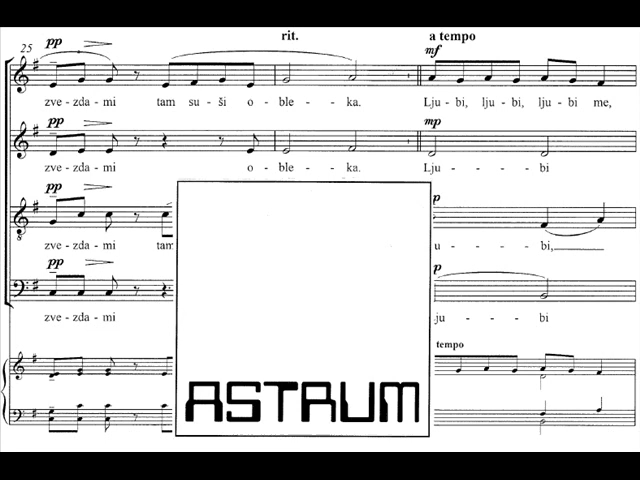 rit. a tempo
25 pp mf
zve - zda - mi tam su - ši o - ble - ka. Lju - bi, lju - bi, lju - bi me,
pp mp
zve - zda - mi o - ble - - - ka. Lju - - - - bi
pp p
zve - zda - mi tam u - - - - bi,
pp p
zve - zda - mi ju - - - - bi
tempo
ASTRUM